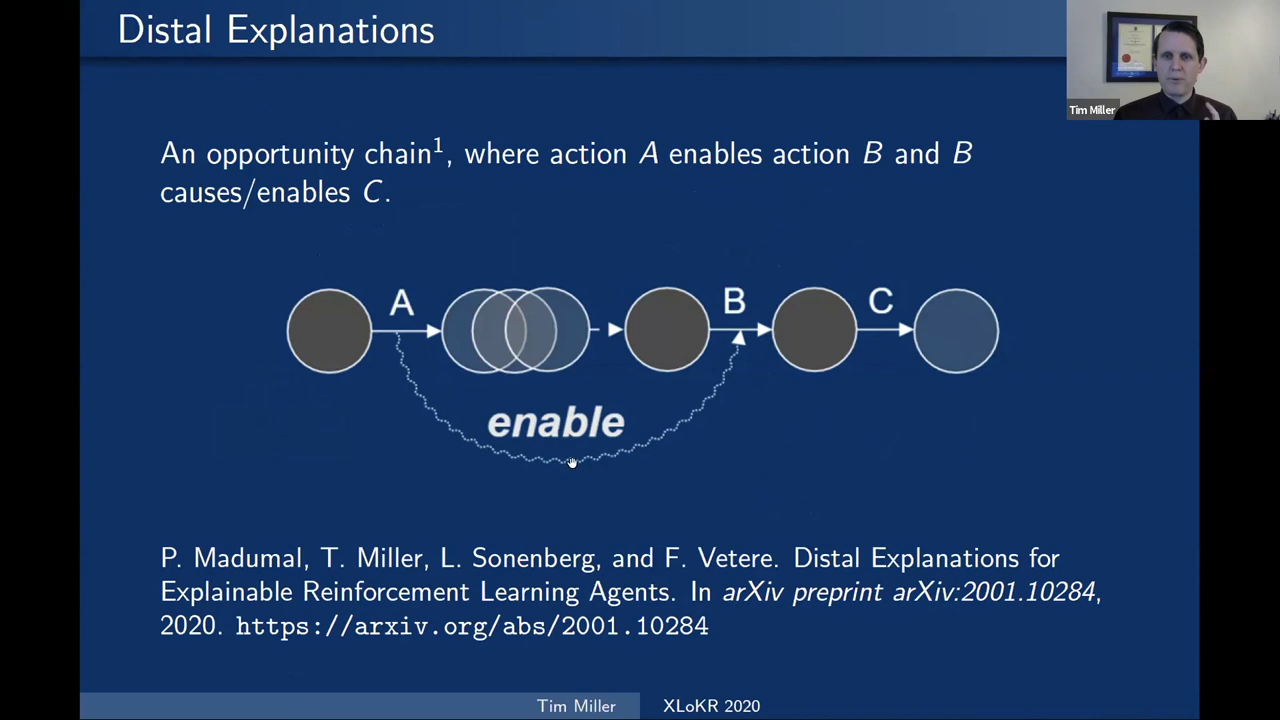 Distal Explanations
Tim Miller
An opportunity chain1, where action A enables action B and B
causes/enables C.
A
B
C
enable
P. Madumal, T. Miller, L. Sonenberg, and F. Vetere. Distal Explanations for
Explainable Reinforcement Learning Agents. In arXiv preprint arXiv:2001.10284,
2020. https://arxiv.org/abs/2001.10284
Tim Miller XLoKR 2020